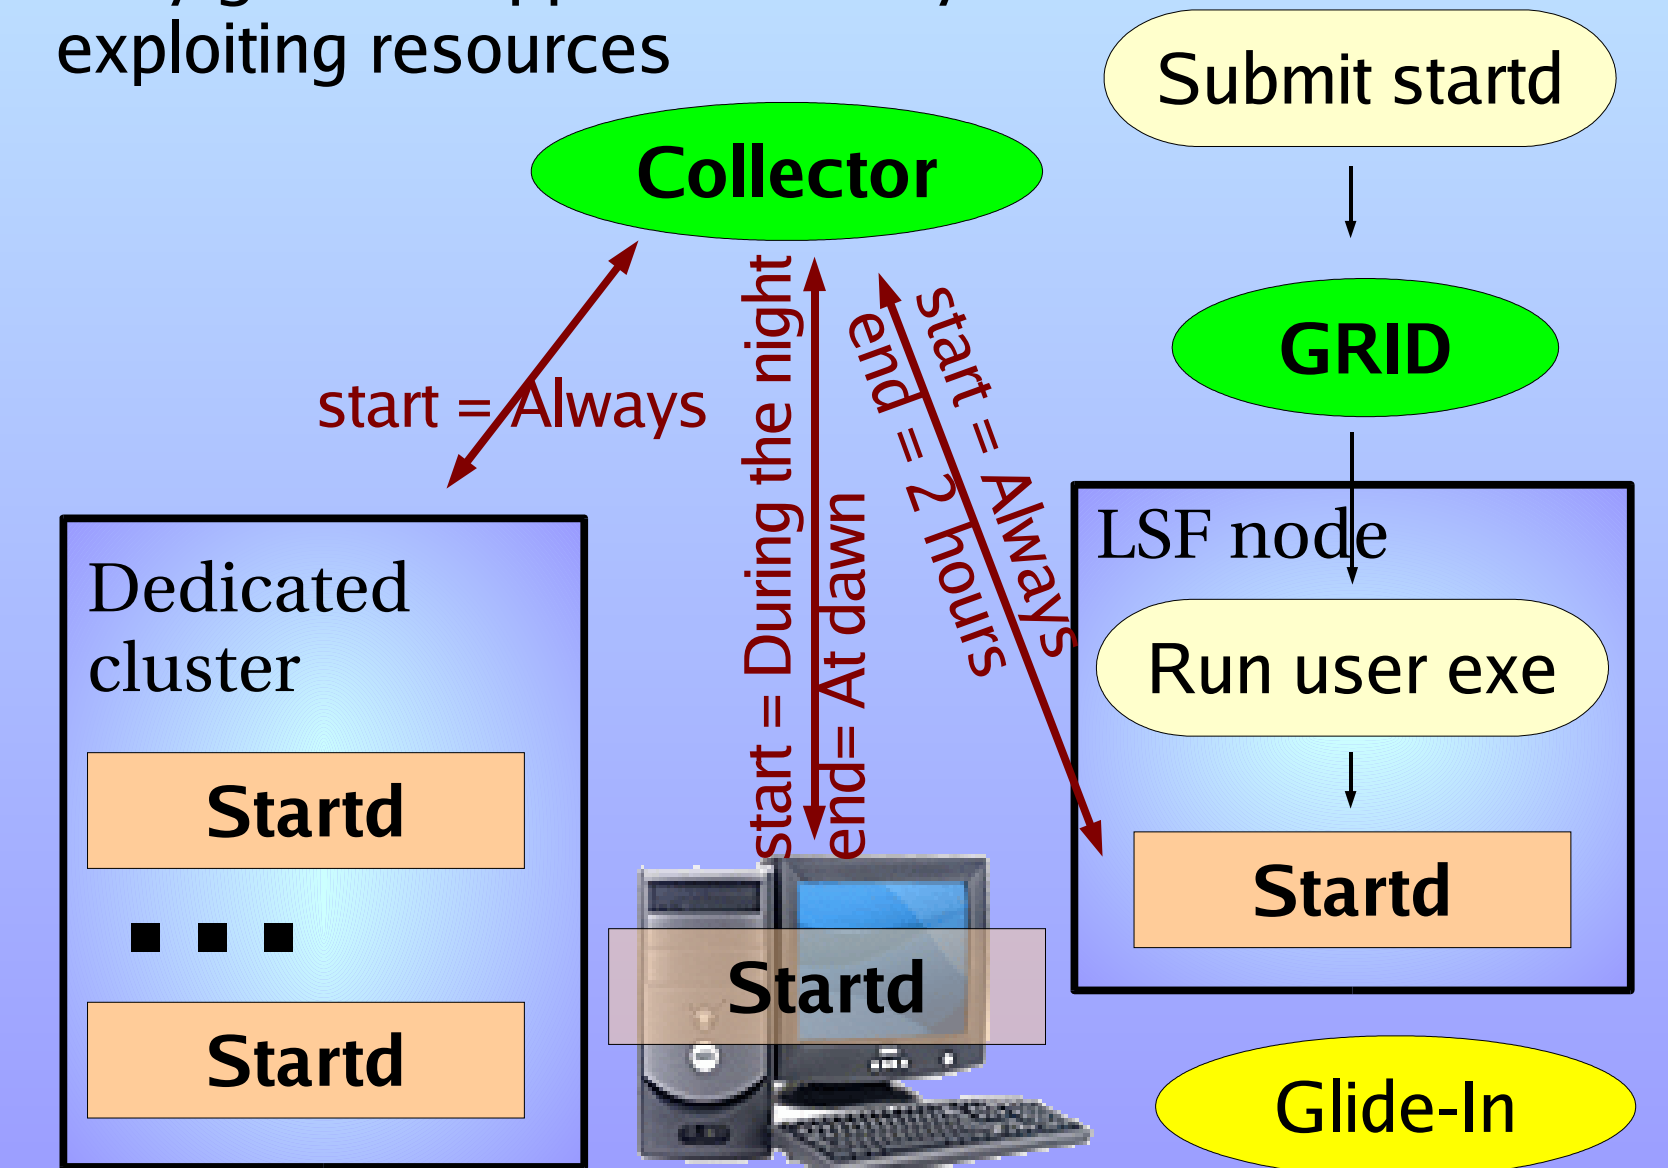 exploiting resources
Submit startd
Collector
GRID
start = Always
start = During the night
end= At dawn
start = Always
end = 2 hours
LSF node
Dedicated
cluster
Run user exe
Startd
Startd
Startd
Startd
Glide-In